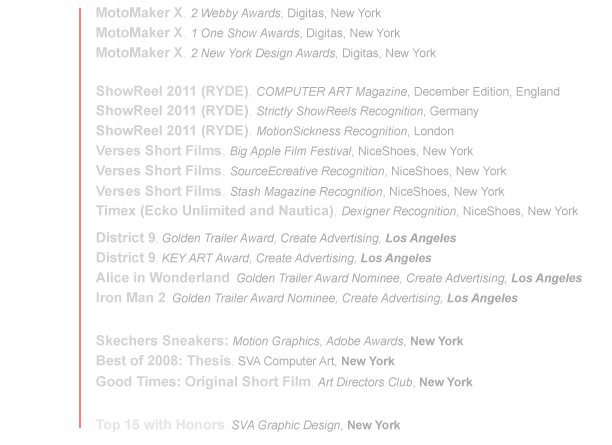 MotoMaker X, 2 Webby Awards, Digitas, New York
MotoMaker X, 1 One Show Awards, Digitas, New York
MotoMaker X, 2 New York Design Awards, Digitas, New York
ShowReel 2011 (RYDE), COMPUTER ART Magazine, December Edition, England
ShowReel 2011 (RYDE), Strictly ShowReels Recognition, Germany
ShowReel 2011 (RYDE), MotionSickness Recognition, London
Verses Short Films, Big Apple Film Festival, NiceShoes, New York
Verses Short Films, SourceEcreative Recognition, NiceShoes, New York
Verses Short Films, Stash Magazine Recognition, NiceShoes, New York
Timex (Ecko Unlimited and Nautica), Dexigner Recognition, NiceShoes, New York
District 9, Golden Trailer Award, Create Advertising, Los Angeles
District 9, KEY ART Award, Create Advertising, Los Angeles
Alice in Wonderland, Golden Trailer Award Nominee, Create Advertising, Los Angeles
Iron Man 2, Golden Trailer Award Nominee, Create Advertising, Los Angeles
Skechers Sneakers: Motion Graphics, Adobe Awards, New York
Best of 2008: Thesis, SVA Computer Art, New York
Good Times: Original Short Film, Art Directors Club, New York
Top 15 with Honors, SVA Graphic Design, New York